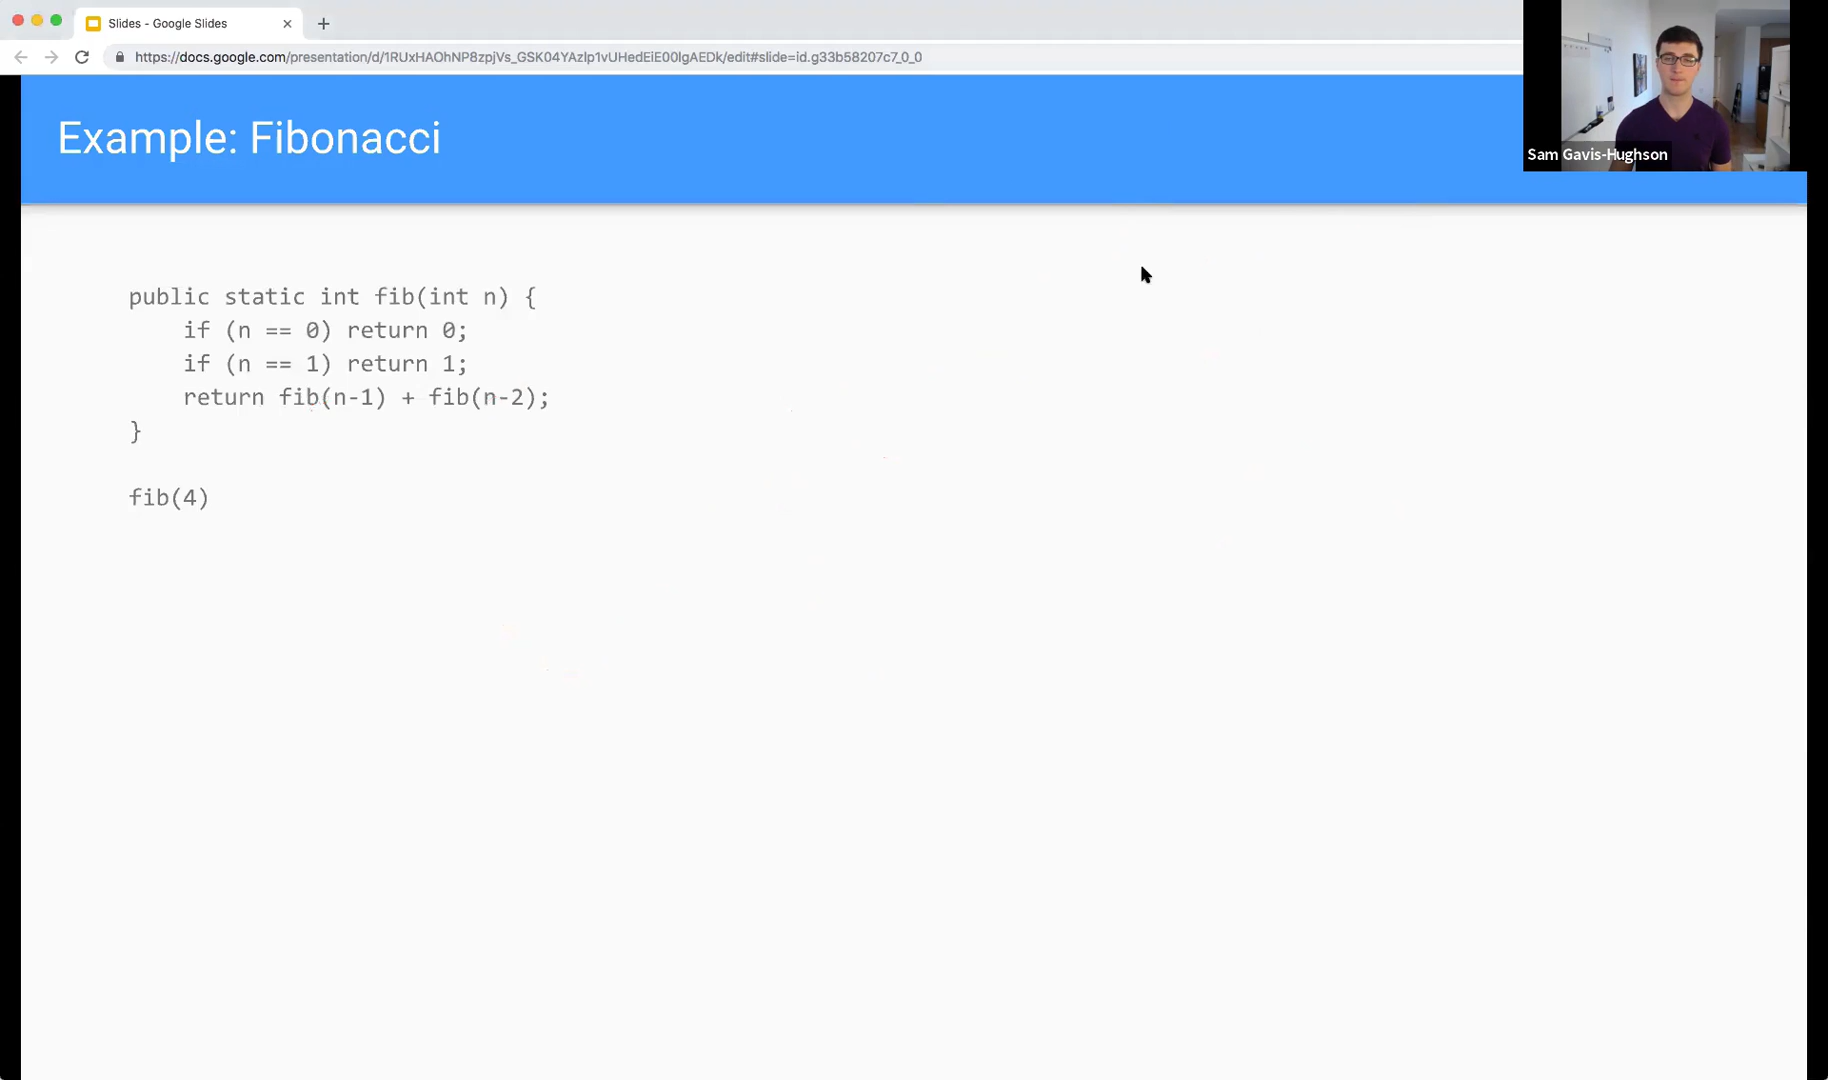 Slides - Google Slides
https://docs.google.com/presentation/d/1RUxHAOhNP8zpjVs_GSK04YAzlp1vUHedEiE00lgAEDk/edit#slide=id.g33b58207c7_0_0
Example: Fibonacci
Sam Gavis-Hughson
public static int fib(int n) {
    if (n == 0) return 0;
    if (n == 1) return 1;
    return fib(n-1) + fib(n-2);
}
fib(4)